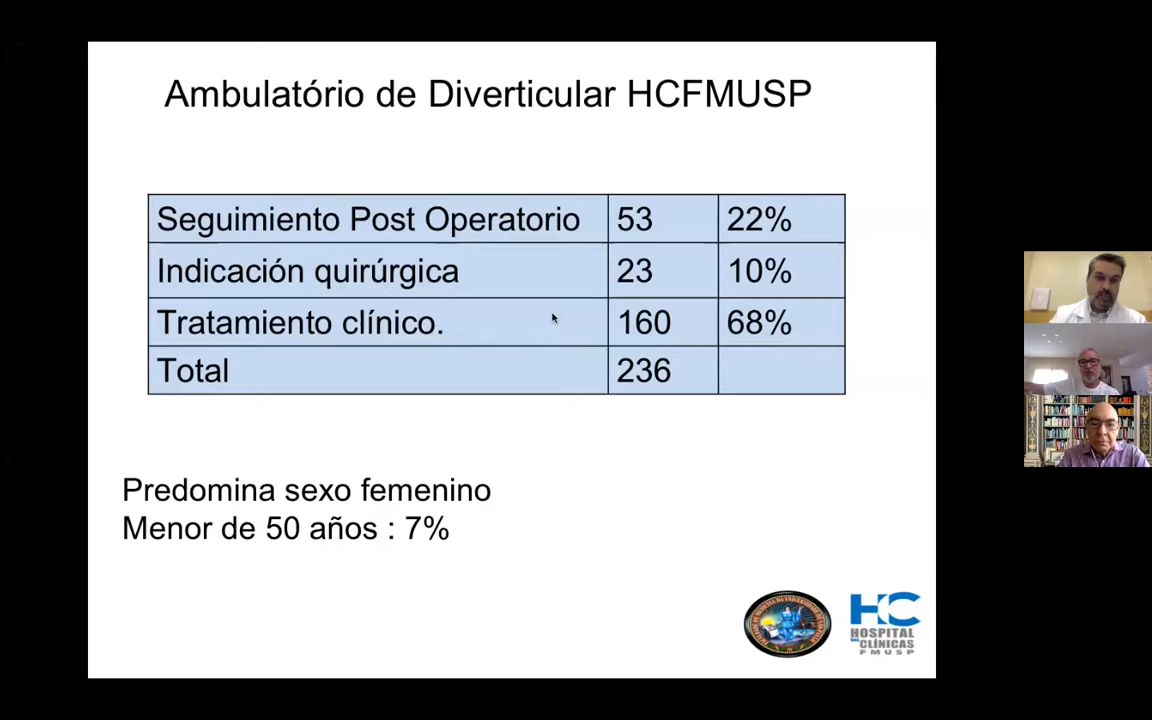 Ambulatório de Diverticular HCFMUSP
Seguimiento Post Operatorio 53 22%
Indicación quirúrgica 23 10%
Tratamiento clínico. 160 68%
Total 236
Predomina sexo femenino
Menor de 50 años : 7%
HC
HOSPITAL
DAS CLÍNICAS
FMUSP